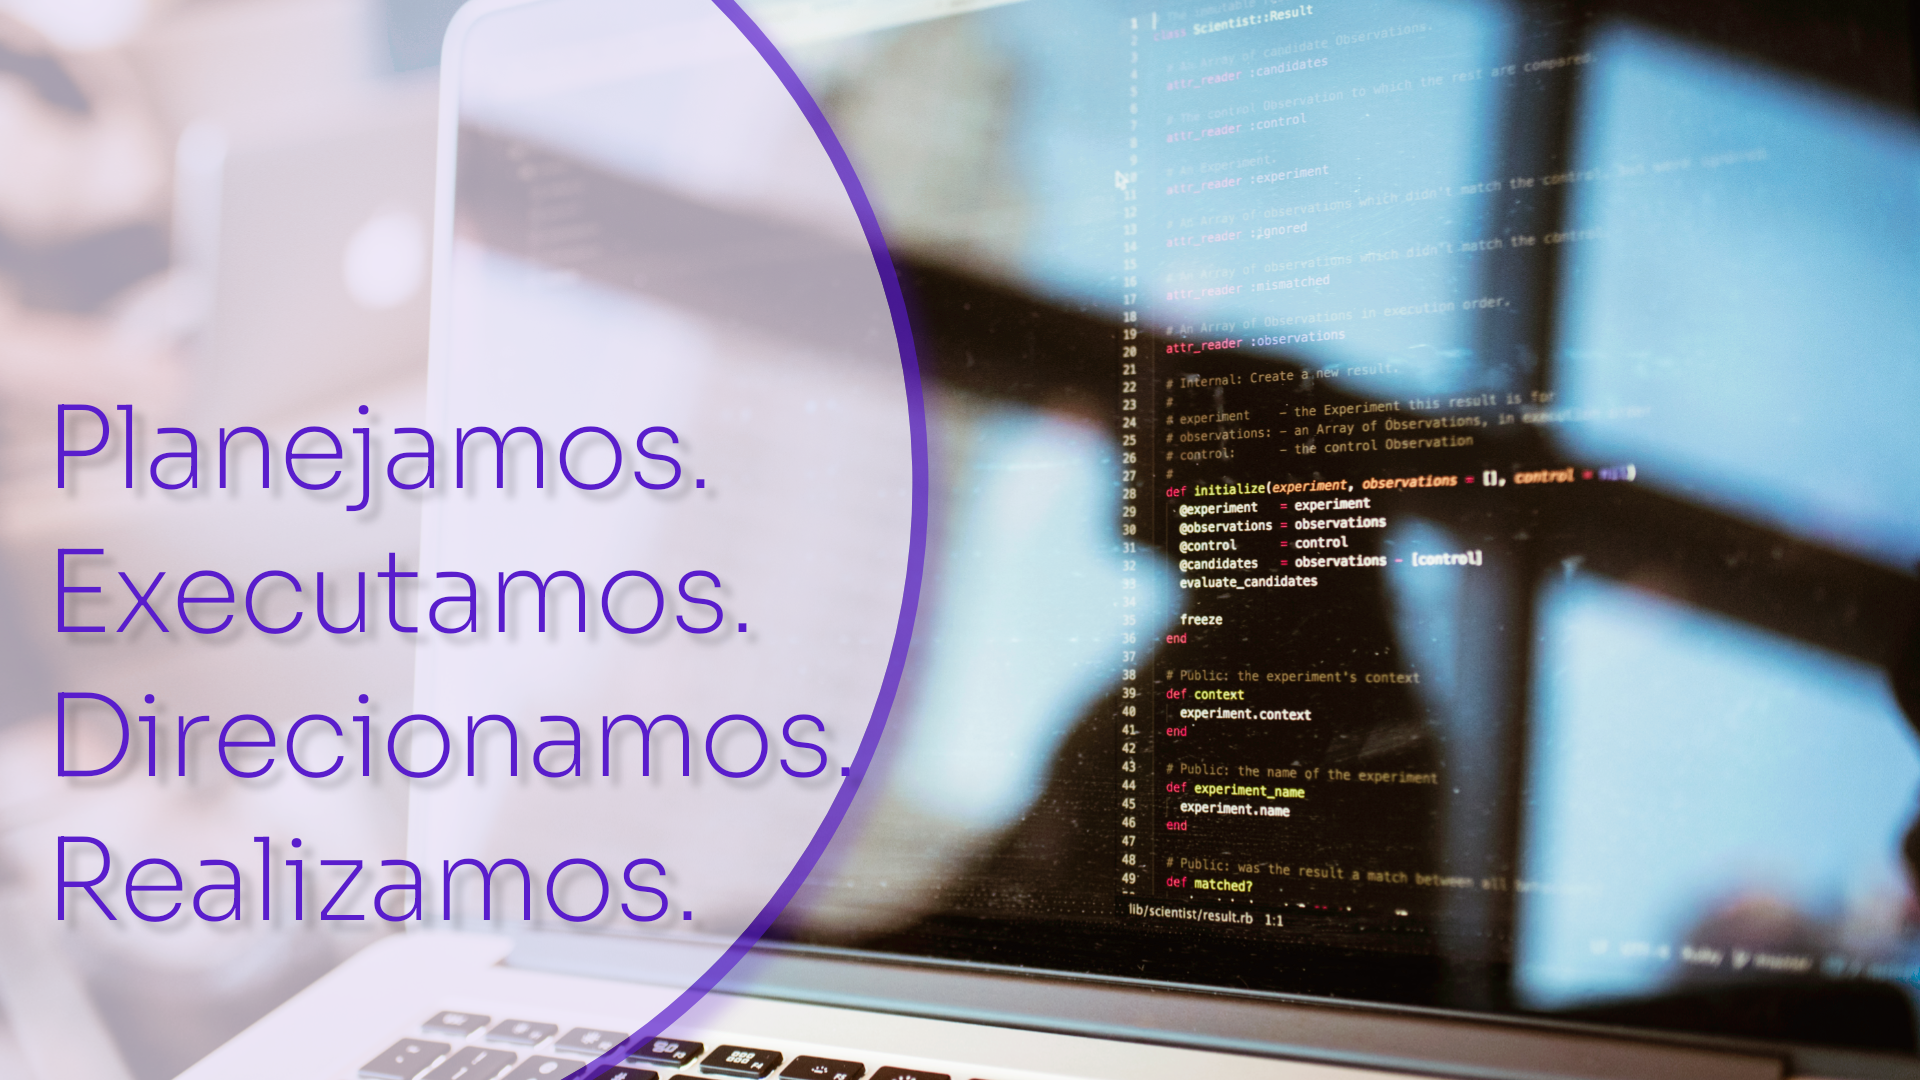 Planejamos.
Executamos.
Direcionamos.
Realizamos.
1 # The immutable
2 class Scientist::Result
3
4 # An Array of candidate Observations.
5 attr_reader :candidates
6
7 # The control Observation to which the rest are compared.
8 attr_reader :control
9
10 # An Experiment.
11 attr_reader :experiment
12
13 # An Array of observations which didn't match the control, but were ignored
14 attr_reader :ignored
15
16 # An Array of observations which didn't match the control
17 attr_reader :mismatched
18
19 # An Array of Observations in execution order.
20 attr_reader :observations
21
22 # Internal: Create a new result.
23 #
24 # experiment - the Experiment this result is for
25 # observations: - an Array of Observations, in execution order
26 # control: - the control Observation
27 #
28 def initialize(experiment, observations = [], control = nil)
29 @experiment = experiment
30 @observations = observations
31 @control = control
32 @candidates = observations - [control]
33 evaluate_candidates
34
35 freeze
36 end
37
38 # Public: the experiment's context
39 def context
40 experiment.context
41 end
42
43 # Public: the name of the experiment
44 def experiment_name
45 experiment.name
46 end
47
48 # Public: was the result a match between all
49 def matched?
lib/scientist/result.rb 1:1
F3 F4 F5